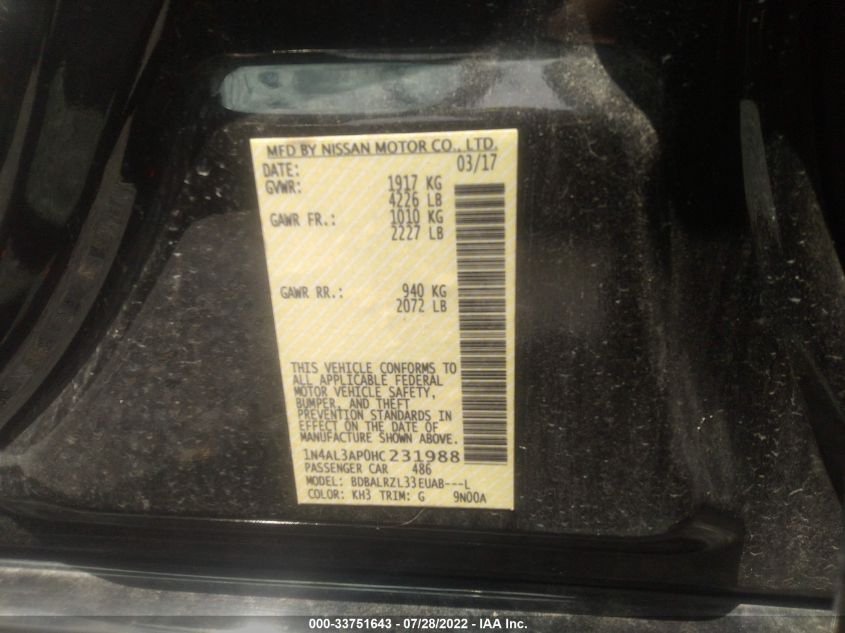 MFD BY NISSAN MOTOR CO., LTD.
DATE: 03/17
GVWR: 1917 KG
4226 LB
GAWR FR.: 1010 KG
2227 LB
GAWR RR.: 940 KG
2072 LB
THIS VEHICLE CONFORMS TO
ALL APPLICABLE FEDERAL
MOTOR VEHICLE SAFETY,
BUMPER, AND THEFT
PREVENTION STANDARDS IN
EFFECT ON THE DATE OF
MANUFACTURE SHOWN ABOVE.
1N4AL3AP0HC231988
PASSENGER CAR 486
MODEL: BDBALRZL33EUAB---L
COLOR: KH3 TRIM: G 9N00A
000-33751643 - 07/28/2022 - IAA Inc.